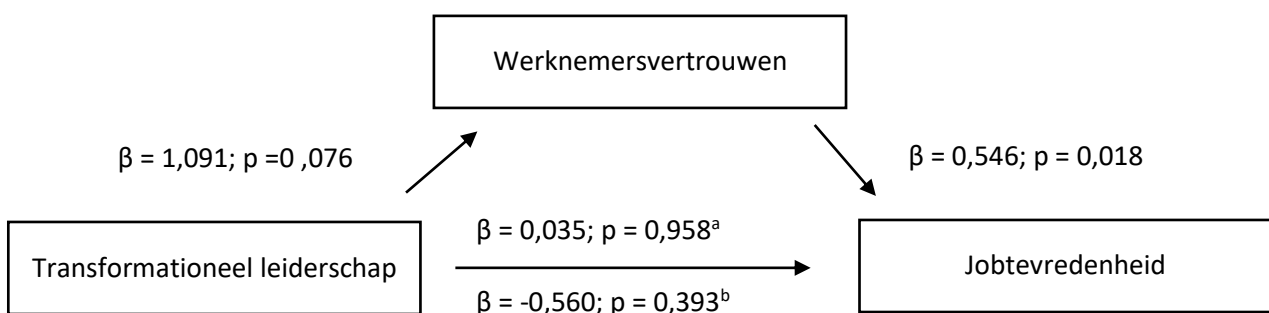 Werknemersvertrouwen
β = 1,091; p =0 ,076
β = 0,546; p = 0,018
Transformationeel leiderschap
β = 0,035; p = 0,958ᵃ
β = -0,560; p = 0,393ᵇ
Jobtevredenheid